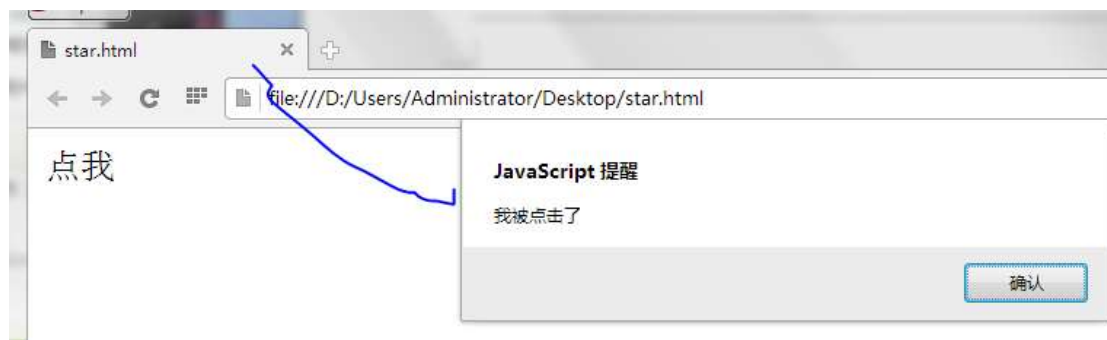 star.html
file:///D:/Users/Administrator/Desktop/star.html
点我
JavaScript 提醒
我被点击了
确认